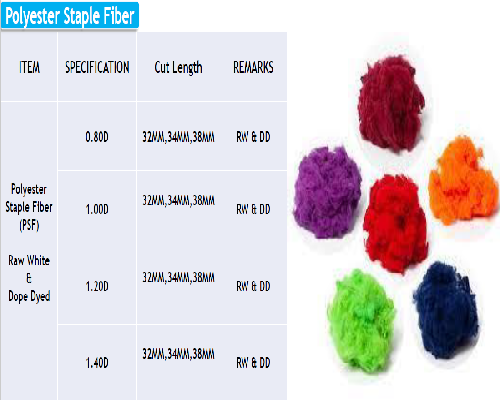 Polyester Staple Fiber
ITEM SPECIFICATION Cut Length REMARKS
0.80D 32MM,34MM,38MM RW & DD
Polyester
Staple Fiber
(PSF)
Raw White
&
Dope Dyed
1.00D 32MM,34MM,38MM RW & DD
1.20D 32MM,34MM,38MM RW & DD
1.40D 32MM,34MM,38MM RW & DD